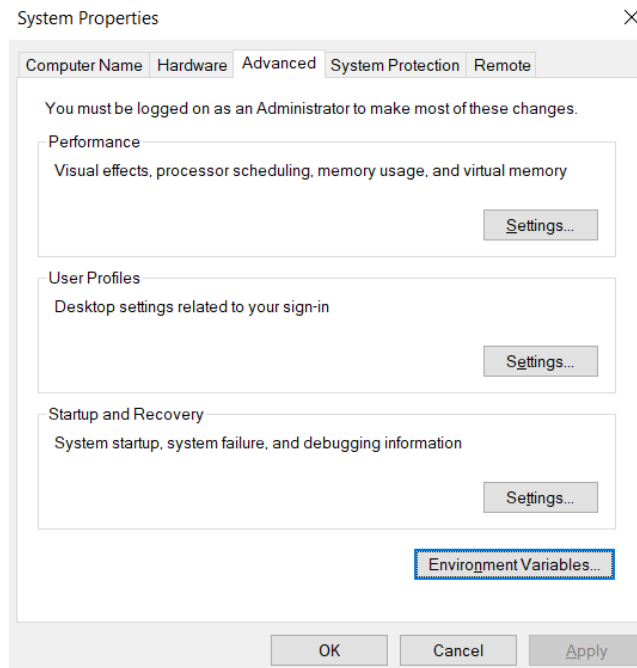 System Properties
Computer Name Hardware Advanced System Protection Remote
You must be logged on as an Administrator to make most of these changes.
Performance
Visual effects, processor scheduling, memory usage, and virtual memory
Settings...
User Profiles
Desktop settings related to your sign-in
Settings...
Startup and Recovery
System startup, system failure, and debugging information
Settings...
Environment Variables...
OK Cancel Apply